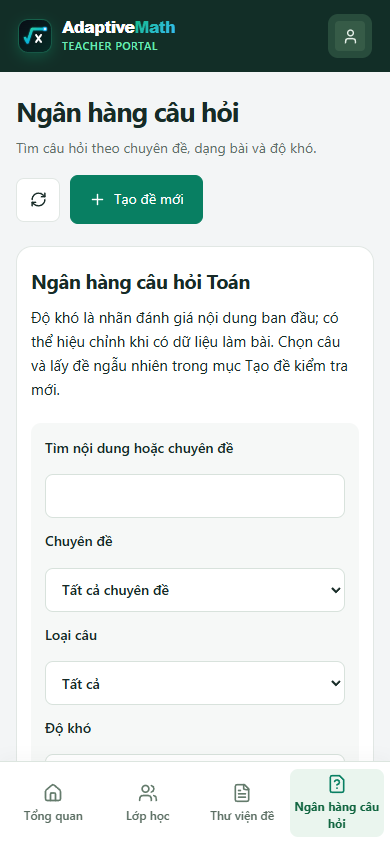 √x
AdaptiveMath
TEACHER PORTAL
Ngân hàng câu hỏi
Tìm câu hỏi theo chuyên đề, dạng bài và độ khó.
Tạo đề mới
Ngân hàng câu hỏi Toán
Độ khó là nhãn đánh giá nội dung ban đầu; có
thể hiệu chỉnh khi có dữ liệu làm bài. Chọn câu
và lấy đề ngẫu nhiên trong mục Tạo đề kiểm tra
mới.
Tìm nội dung hoặc chuyên đề
Chuyên đề
Tất cả chuyên đề
Loại câu
Tất cả
Độ khó
Tổng quan
Lớp học
Thư viện đề
Ngân hàng câu
hỏi